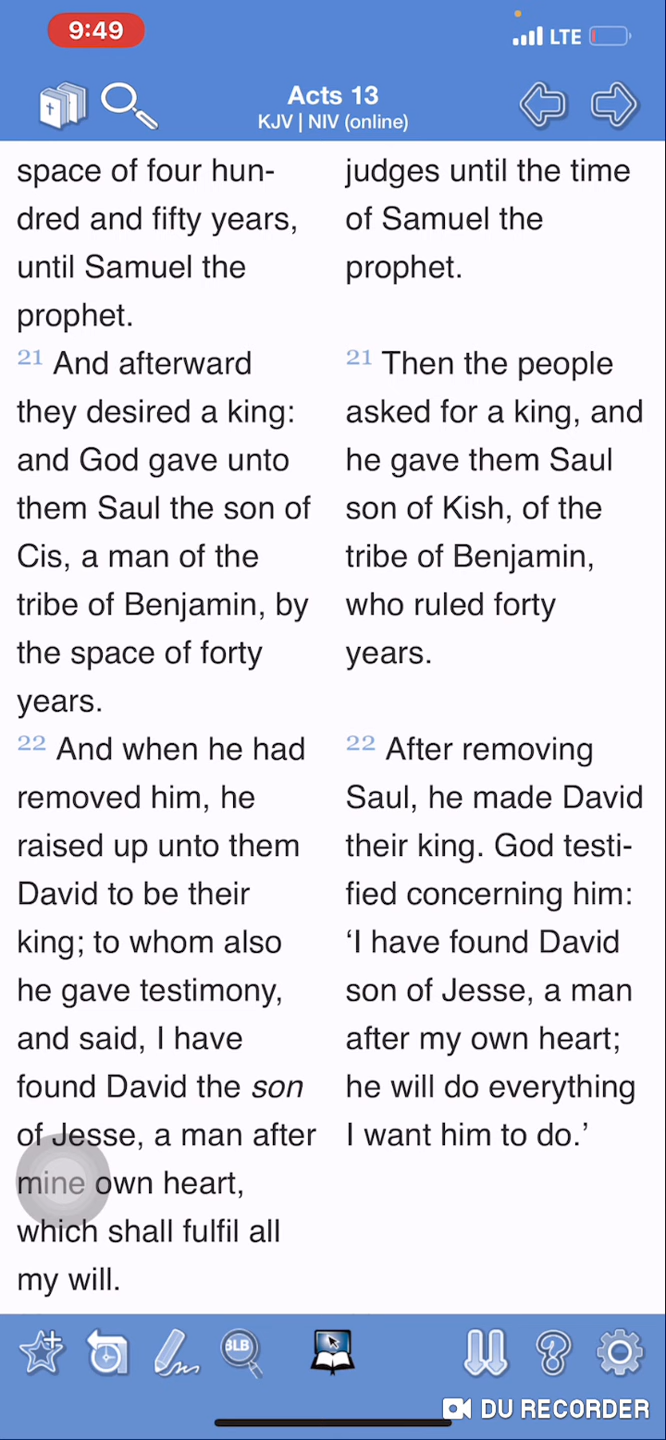 9:49
LTE
Acts 13
KJV | NIV (online)
space of four hun-
dred and fifty years,
until Samuel the
prophet.
21 And afterward
they desired a king:
and God gave unto
them Saul the son of
Cis, a man of the
tribe of Benjamin, by
the space of forty
years.
22 And when he had
removed him, he
raised up unto them
David to be their
king; to whom also
he gave testimony,
and said, I have
found David the son
of Jesse, a man after
mine own heart,
which shall fulfil all
my will.
judges until the time
of Samuel the
prophet.
21 Then the people
asked for a king, and
he gave them Saul
son of Kish, of the
tribe of Benjamin,
who ruled forty
years.
22 After removing
Saul, he made David
their king. God testi-
fied concerning him:
‘I have found David
son of Jesse, a man
after my own heart;
he will do everything
I want him to do.’
BLB
DU RECORDER